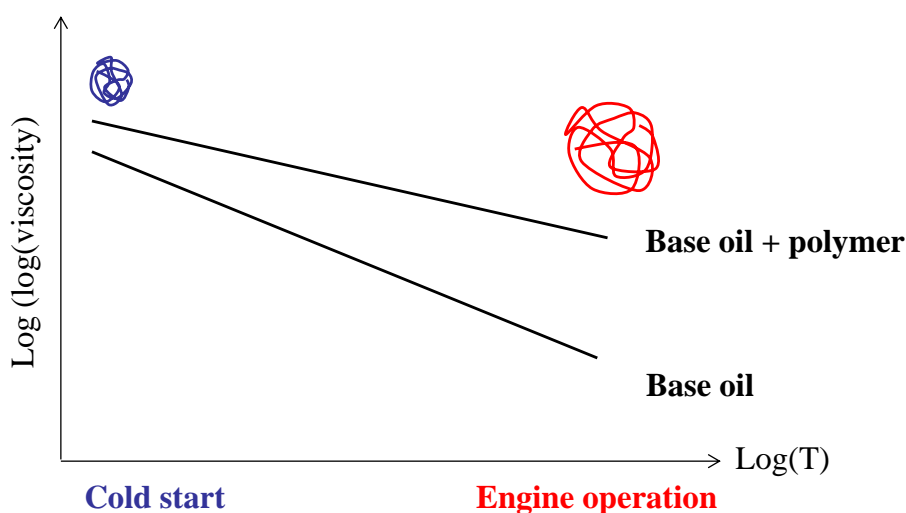 Log (log(viscosity)
Base oil + polymer
Base oil
Log(T)
Cold start
Engine operation